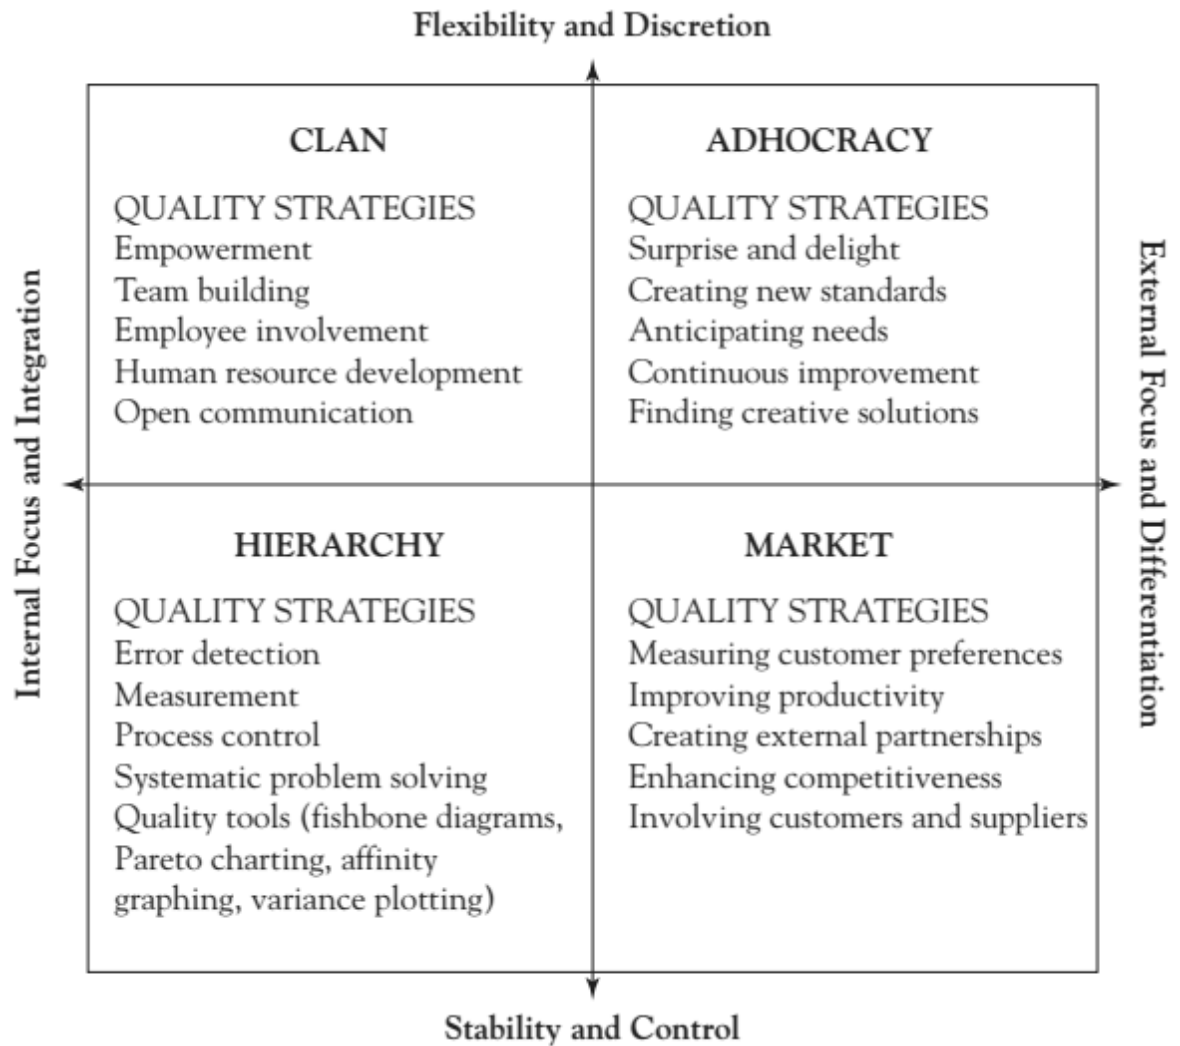 Flexibility and Discretion
CLAN
QUALITY STRATEGIES
Empowerment
Team building
Employee involvement
Human resource development
Open communication
ADHOCRACY
QUALITY STRATEGIES
Surprise and delight
Creating new standards
Anticipating needs
Continuous improvement
Finding creative solutions
Internal Focus and Integration
External Focus and Differentiation
HIERARCHY
QUALITY STRATEGIES
Error detection
Measurement
Process control
Systematic problem solving
Quality tools (fishbone diagrams,
Pareto charting, affinity
graphing, variance plotting)
MARKET
QUALITY STRATEGIES
Measuring customer preferences
Improving productivity
Creating external partnerships
Enhancing competitiveness
Involving customers and suppliers
Stability and Control